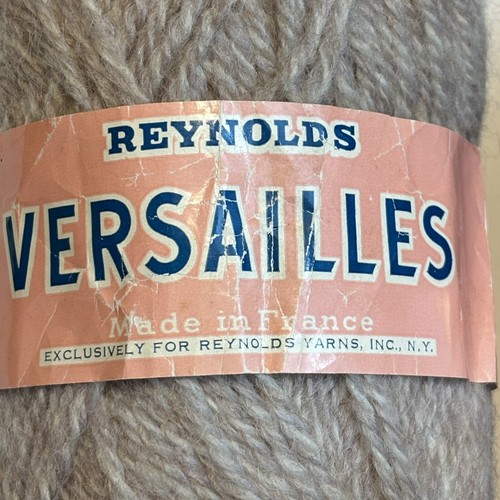 REYNOLDS
VERSAILLES
Made in France
EXCLUSIVELY FOR REYNOLDS YARNS, INC., N.Y.